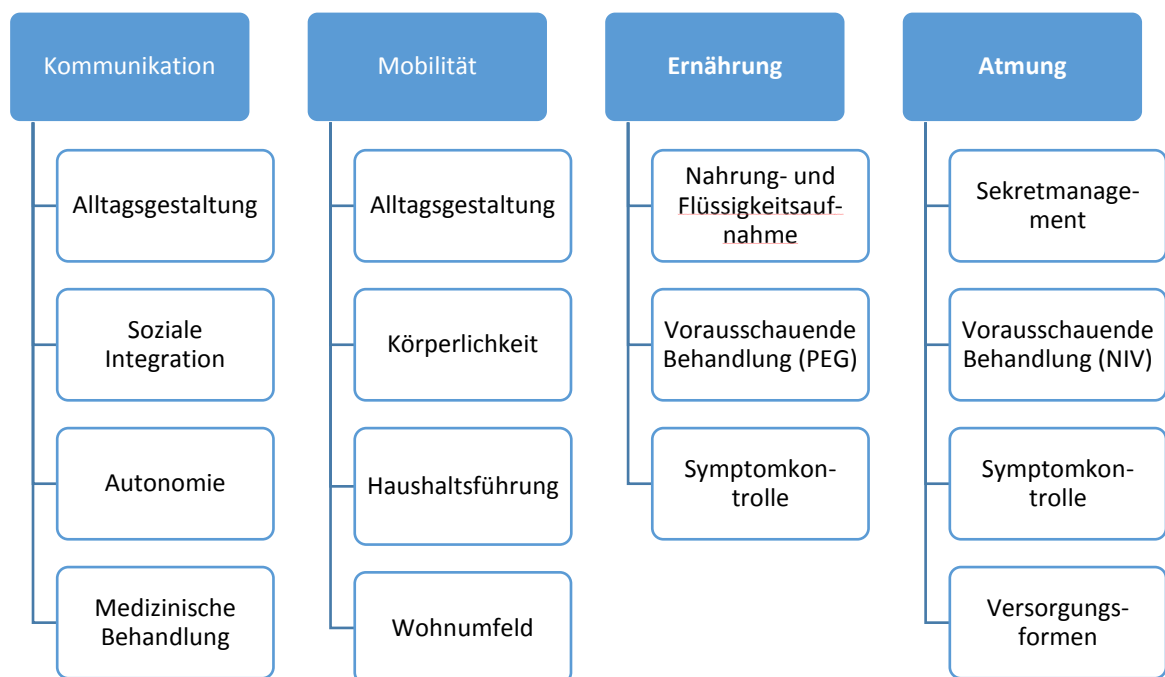 Kommunikation
Alltagsgestaltung
Soziale
Integration
Autonomie
Medizinische
Behandlung
Mobilität
Alltagsgestaltung
Körperlichkeit
Haushaltsführung
Wohnumfeld
Ernährung
Nahrung- und
Flüssigkeitsauf-
nahme
Vorausschauende
Behandlung (PEG)
Symptomkon-
trolle
Atmung
Sekretmanage-
ment
Vorausschauende
Behandlung (NIV)
Symptomkon-
trolle
Versorgungs-
formen